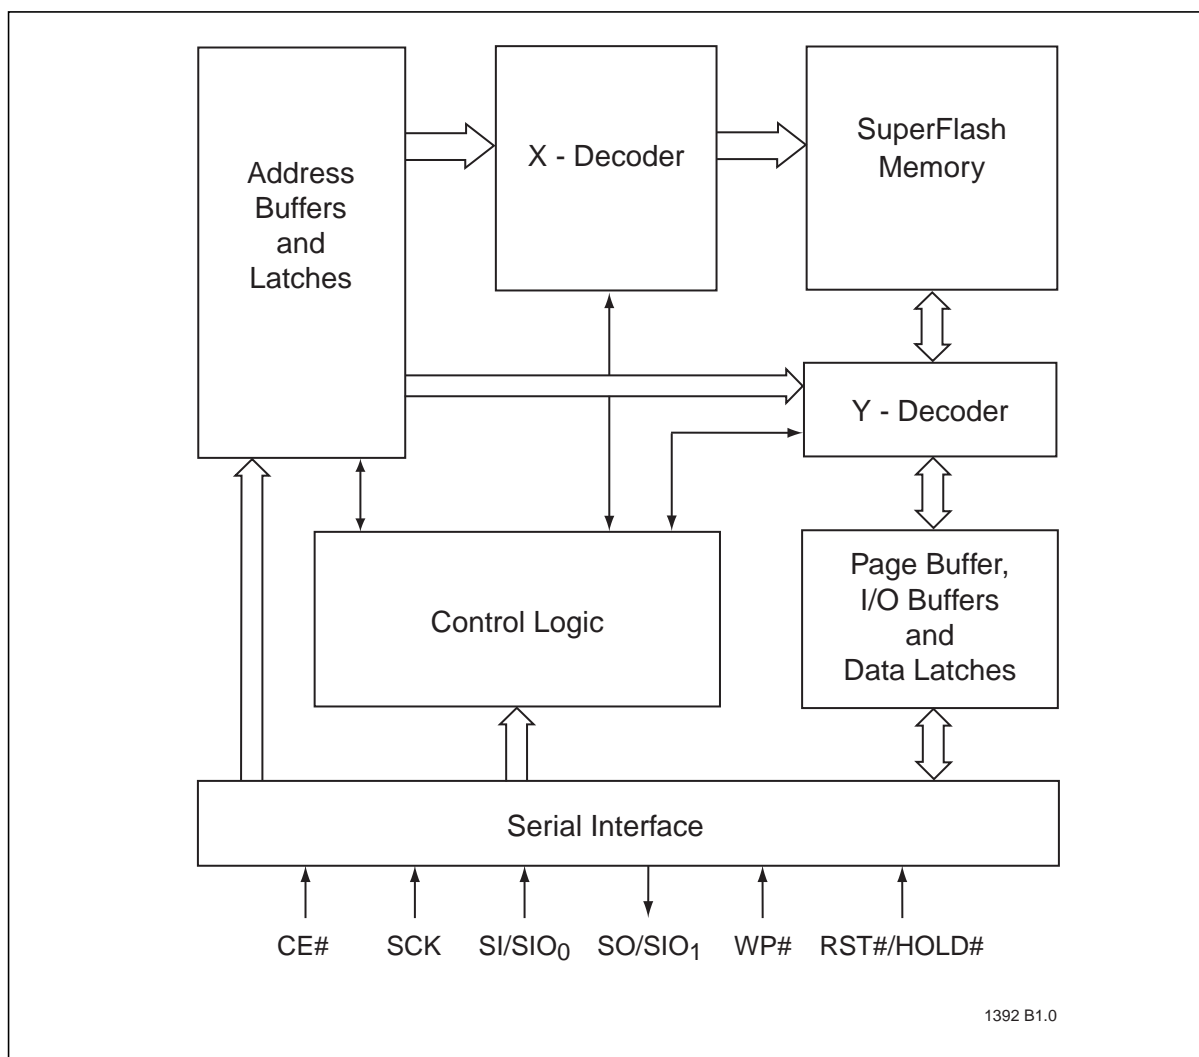 Address
Buffers
and
Latches
X - Decoder
SuperFlash
Memory
Y - Decoder
Control Logic
Page Buffer,
I/O Buffers
and
Data Latches
Serial Interface
CE# SCK SI/SIO0 SO/SIO1 WP# RST#/HOLD#
1392 B1.0